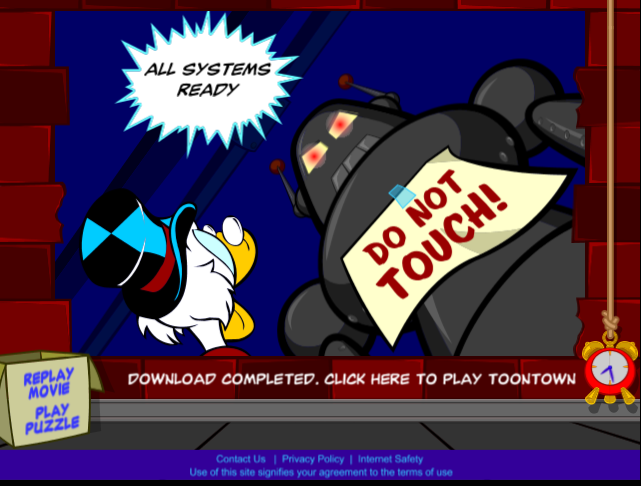 ALL SYSTEMS
READY
DO NOT
TOUCH!
REPLAY
MOVIE
PLAY
PUZZLE
DOWNLOAD COMPLETED. CLICK HERE TO PLAY TOONTOWN
Contact Us | Privacy Policy | Internet Safety
Use of this site signifies your agreement to the terms of use